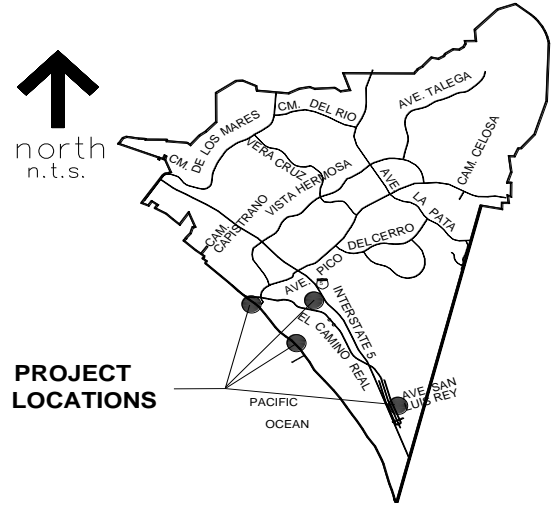 north
n.t.s.
CM. DE LOS MARES
CM. DEL RIO
AVE. TALEGA
VERA CRUZ
VISTA HERMOSA
CAM. CELOSA
AVE. LA PATA
CAM. CAPISTRANO
AVE. PICO
DEL CERRO
INTERSTATE 5
EL CAMINO REAL
AVE. SAN
LUIS REY
PROJECT
LOCATIONS
PACIFIC
OCEAN